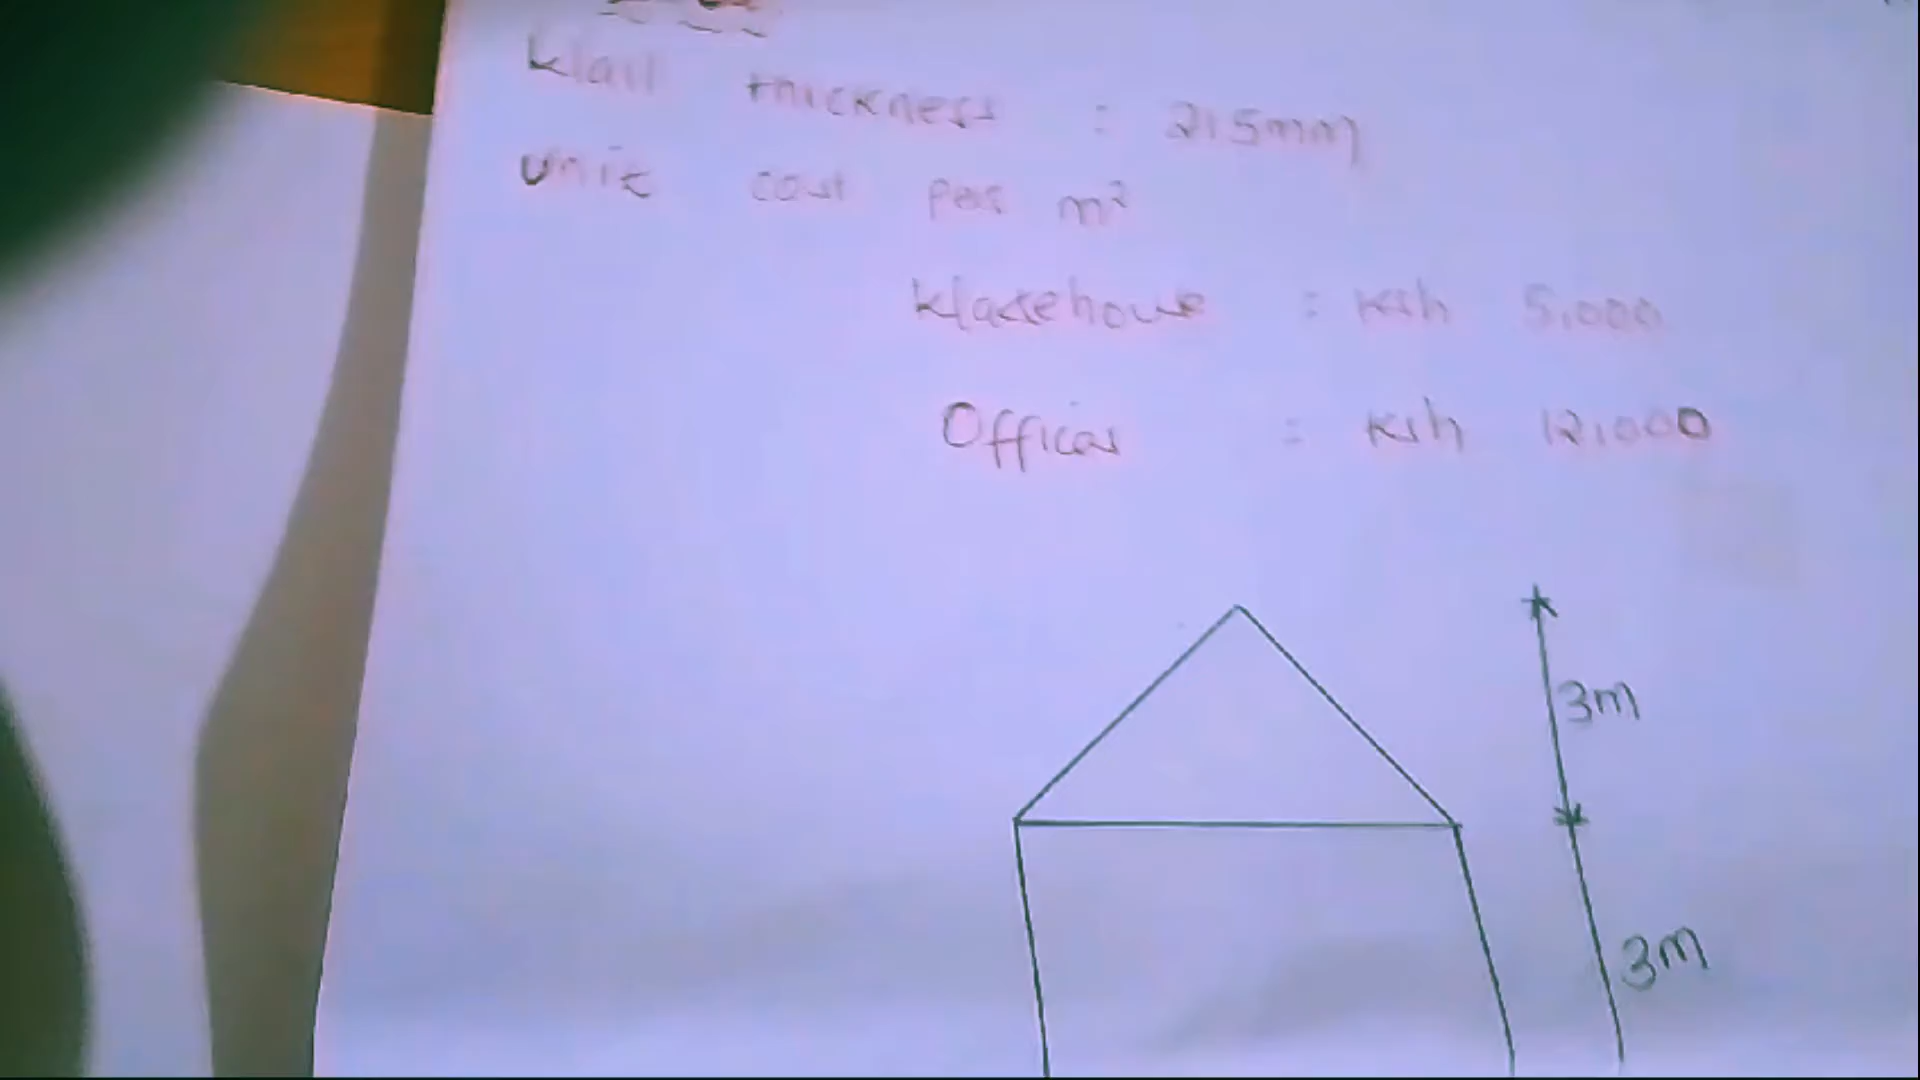 Wall thickness : 215mm
Unit cost per m²
Warehouse : Ksh 5,000
Offices : Ksh 12,000
3m
3m